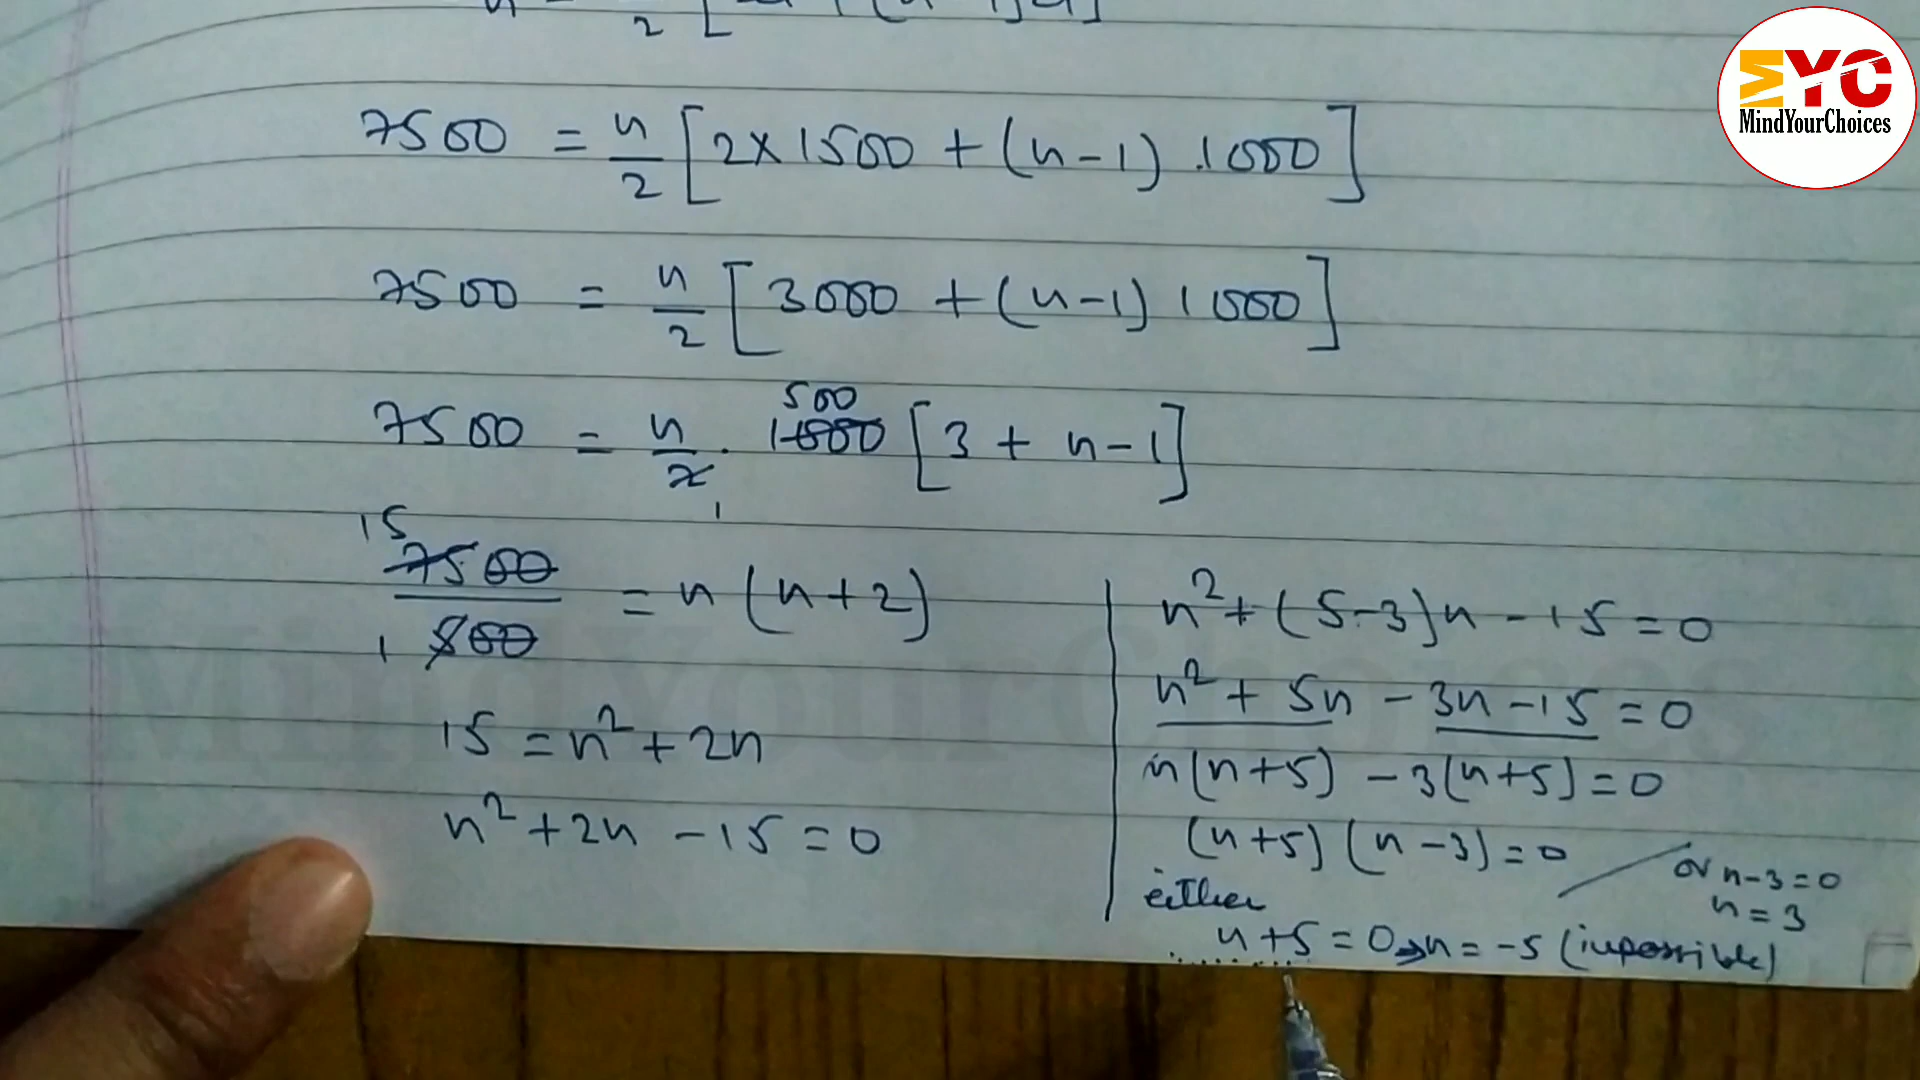 7500 = n/2 [2×1500 + (n-1) .1000]
7500 = n/2 [3000 + (n-1) 1000]
500
7500 = n/2 . 1000 [3 + n-1]
1
15
7500/500 = n(n+2)
1
15 = n² + 2n
n² + 2n - 15 = 0
n² + (5-3)n - 15 = 0
n² + 5n - 3n - 15 = 0
n(n+5) - 3(n+5) = 0
(n+5) (n-3) = 0
either
n+5 = 0 ⇒ n = -5 (impossible)
or n-3 = 0
n = 3
MYC
MindYourChoices
MindYourChoices